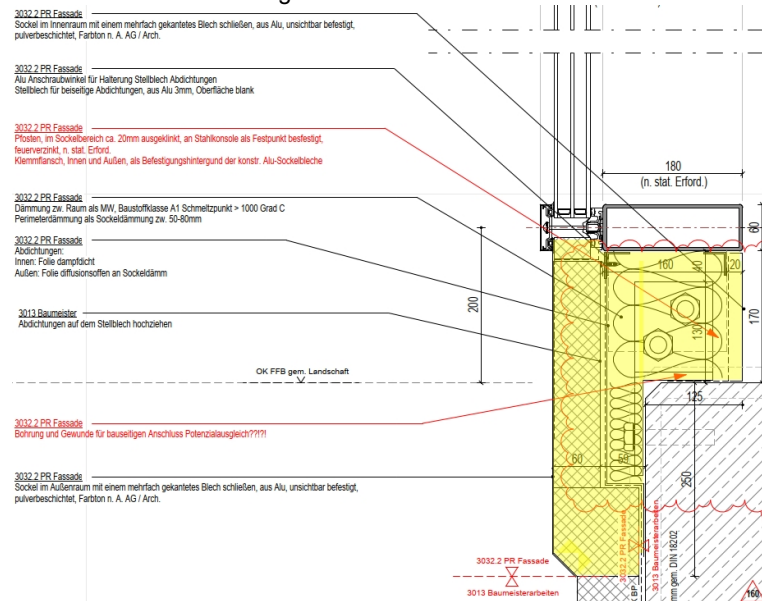 3032.2 PR Fassade
Sockel im Innenraum mit einem mehrfach gekantetes Blech schließen, aus Alu, unsichtbar befestigt,
pulverbeschichtet, Farbton n. A. AG / Arch.
3032.2 PR Fassade
Alu Anschraubwinkel für Halterung Stellblech Abdichtungen
Stellblech für beiseitige Abdichtungen, aus Alu 3mm, Oberfläche blank
3032.2 PR Fassade
Pfosten, im Sockelbereich ca. 20mm ausgeklinkt, an Stahlkonsole als Festpunkt besfestigt,
feuerverzinkt, n. stat. Erford.
Klemmflansch, Innen und Außen, als Befestigungshintergund der konstr. Alu-Sockelbleche
3032.2 PR Fassade
Dämmung zw. Raum als MW, Baustoffklasse A1 Schmeltzpunkt > 1000 Grad C
Perimeterdämmung als Sockeldämmung zw. 50-80mm
3032.2 PR Fassade
Abdichtungen:
Innen: Folie dampfdicht
Außen: Folie diffusionsoffen an Sockeldämm
3013 Baumeister
Abdichtungen auf dem Stellblech hochziehen
OK FFB gem. Landschaft
3032.2 PR Fassade
Bohrung und Gewunde für bauseitigen Anschluss Potenzialausgleich??!?!
3032.2 PR Fassade
Sockel im Außenraum mit einem mehrfach gekantetes Blech schließen, aus Alu, unsichtbar befestigt,
pulverbeschichtet, Farbton n. A. AG / Arch.
180
(n. stat. Erford.)
60
160
40
20
200
130
170
125
60
250
3032.2 PR Fassade
3013 Baumeisterarbeiten
3032.2 PR Fassade
3013 Baumeisterarbeiten
BP
mm gem. DIN 18202
160